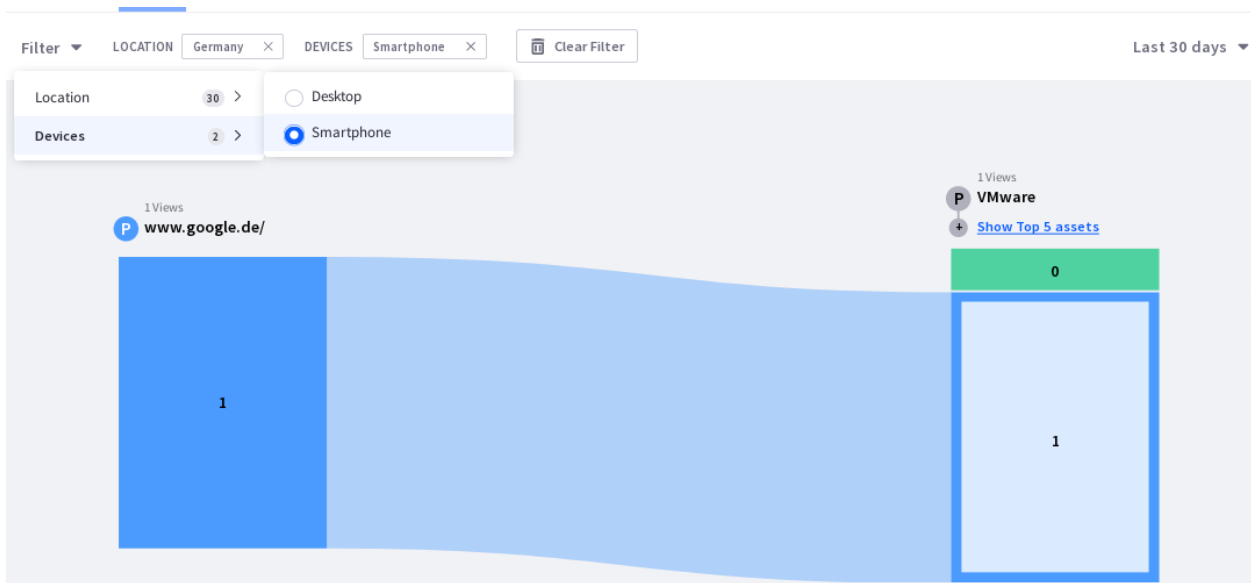 Filter LOCATION Germany × DEVICES Smartphone × Clear Filter Last 30 days
Location 30 >
Devices 2 >
Desktop
Smartphone
1 Views
P www.google.de/
1 Views
P VMware
+ Show Top 5 assets
0
1
1